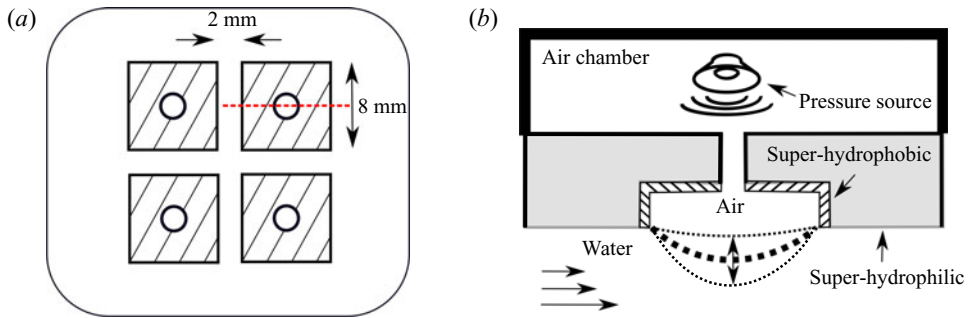 (a)
2 mm
8 mm
(b)
Air chamber
Pressure source
Super-hydrophobic
Air
Water
Super-hydrophilic